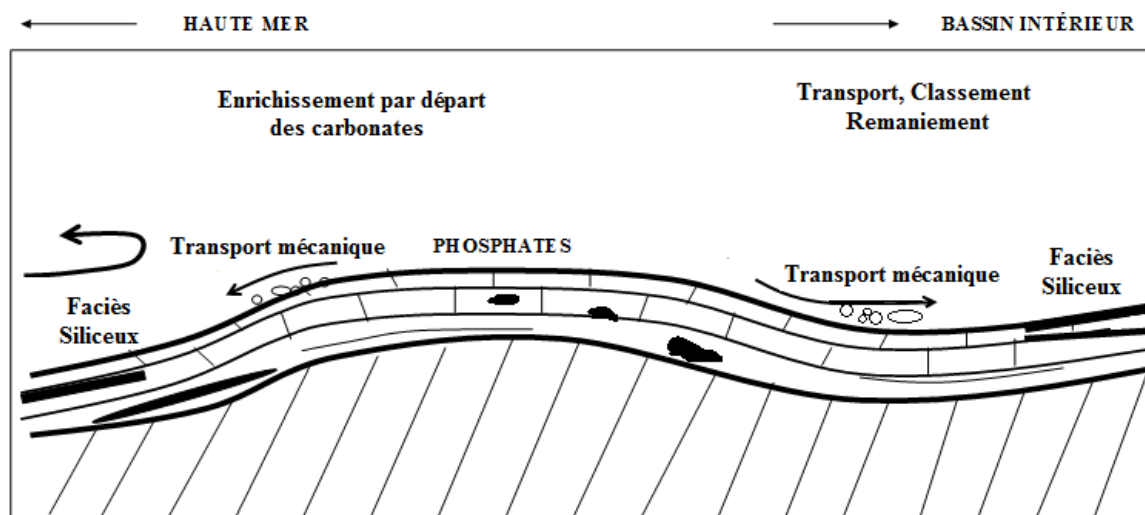 HAUTE MER
BASSIN INTÉRIEUR
Enrichissement par départ
des carbonates
Transport, Classement
Remaniement
Transport mécanique
PHOSPHATES
Transport mécanique
Faciès
Siliceux
Faciès
Siliceux